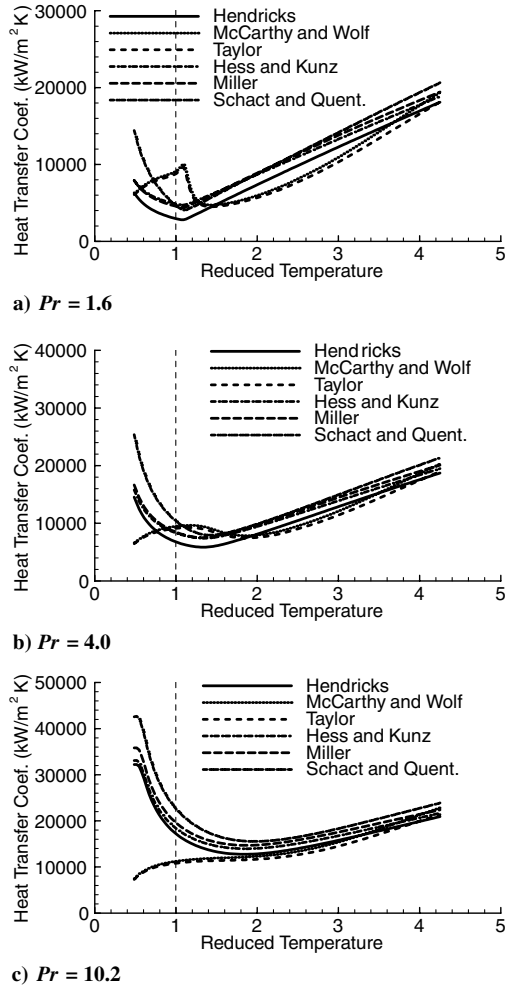 Heat Transfer Coef. (kW/m² K)
30000
20000
10000
0
0 1 2 3 4 5
Reduced Temperature
Hendricks
McCarthy and Wolf
Taylor
Hess and Kunz
Miller
Schact and Quent.
a) Pr = 1.6
Heat Transfer Coef. (kW/m² K)
40000
30000
20000
10000
0
0 1 2 3 4 5
Reduced Temperature
Hendricks
McCarthy and Wolf
Taylor
Hess and Kunz
Miller
Schact and Quent.
b) Pr = 4.0
Heat Transfer Coef. (kW/m² K)
50000
40000
30000
20000
10000
0
0 1 2 3 4 5
Reduced Temperature
Hendricks
McCarthy and Wolf
Taylor
Hess and Kunz
Miller
Schact and Quent.
c) Pr = 10.2